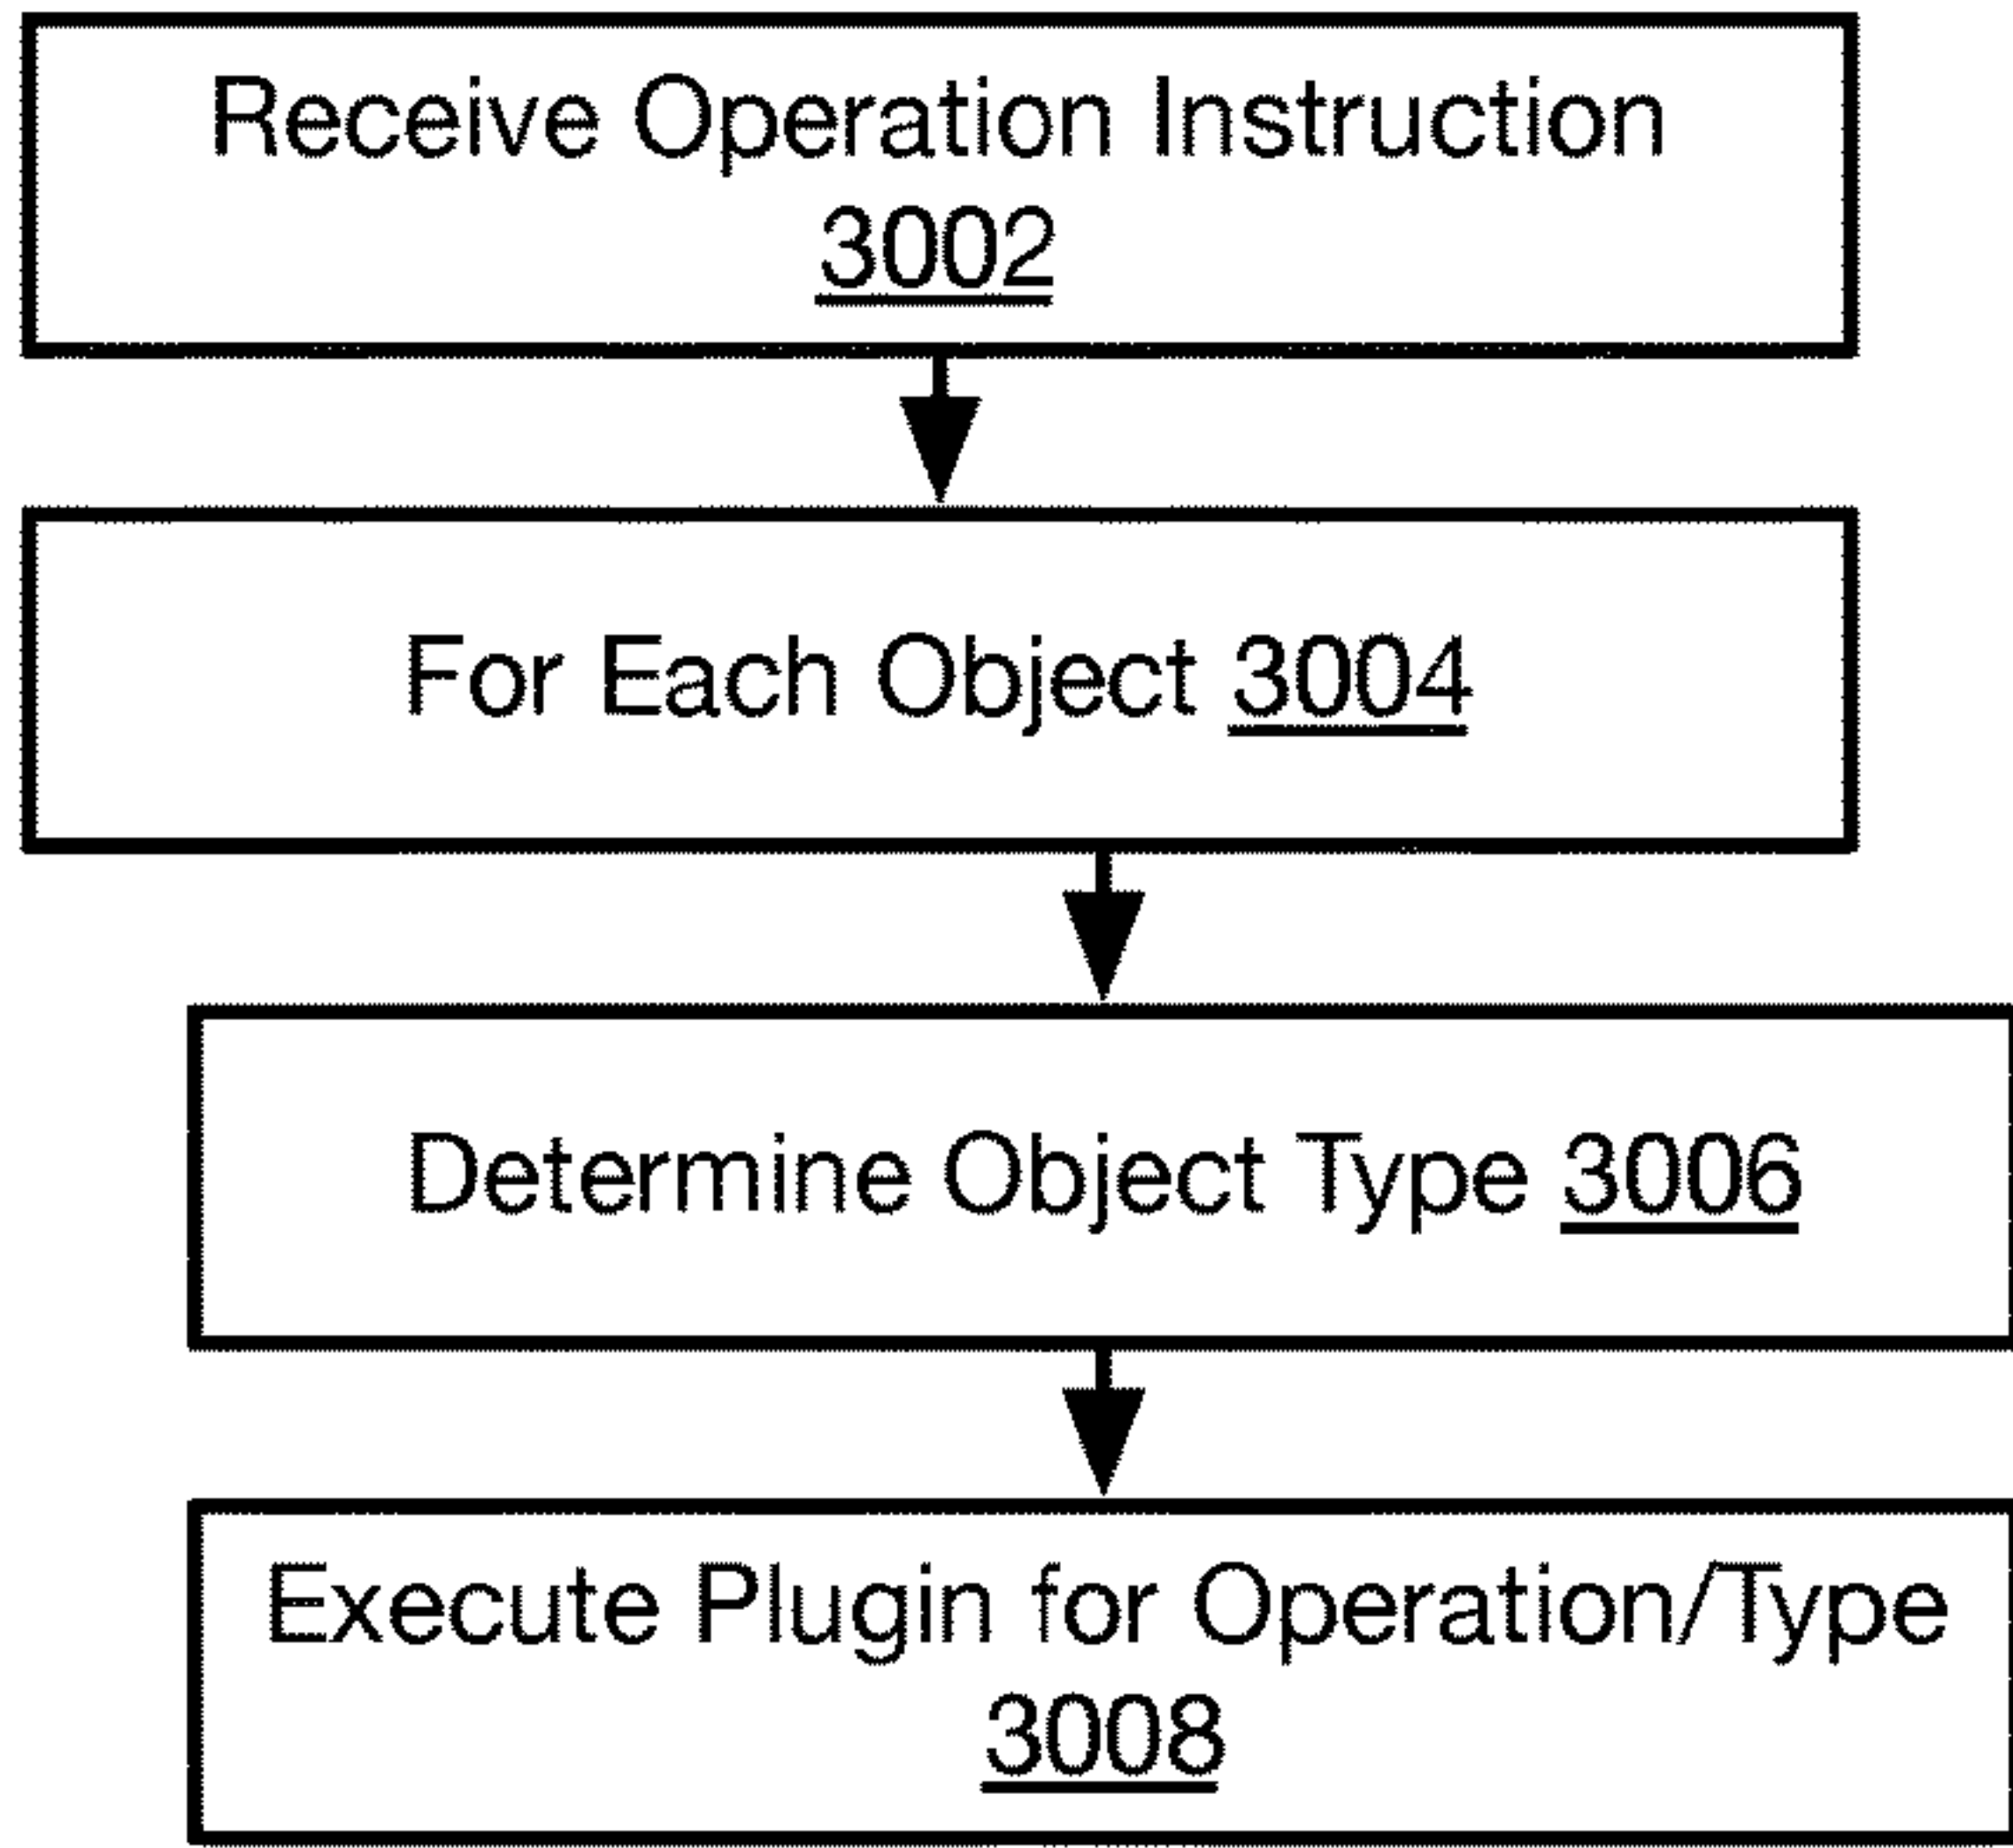 Receive Operation Instruction
3002
For Each Object 3004
Determine Object Type 3006
Execute Plugin for Operation/Type
3008